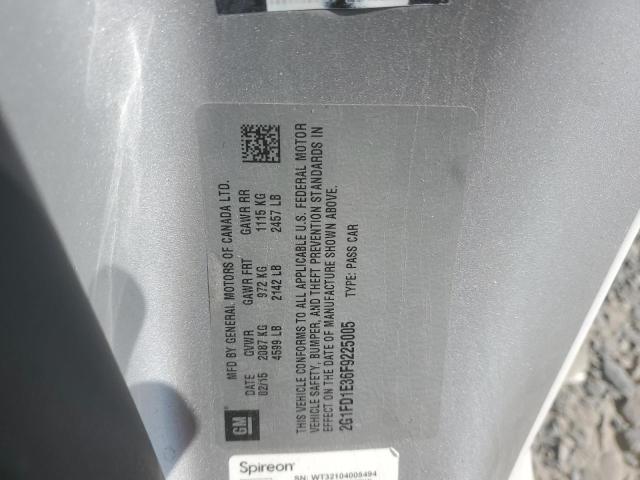 GM
MFD BY GENERAL MOTORS OF CANADA LTD.
DATE GVWR GAWR FRT GAWR RR
02/15 2087 KG 972 KG 1115 KG
4599 LB 2142 LB 2457 LB
THIS VEHICLE CONFORMS TO ALL APPLICABLE U.S. FEDERAL MOTOR
VEHICLE SAFETY, BUMPER, AND THEFT PREVENTION STANDARDS IN
EFFECT ON THE DATE OF MANUFACTURE SHOWN ABOVE.
2G1FD1E36F9225005 TYPE: PASS CAR
Spireon
SN: WT32104005494